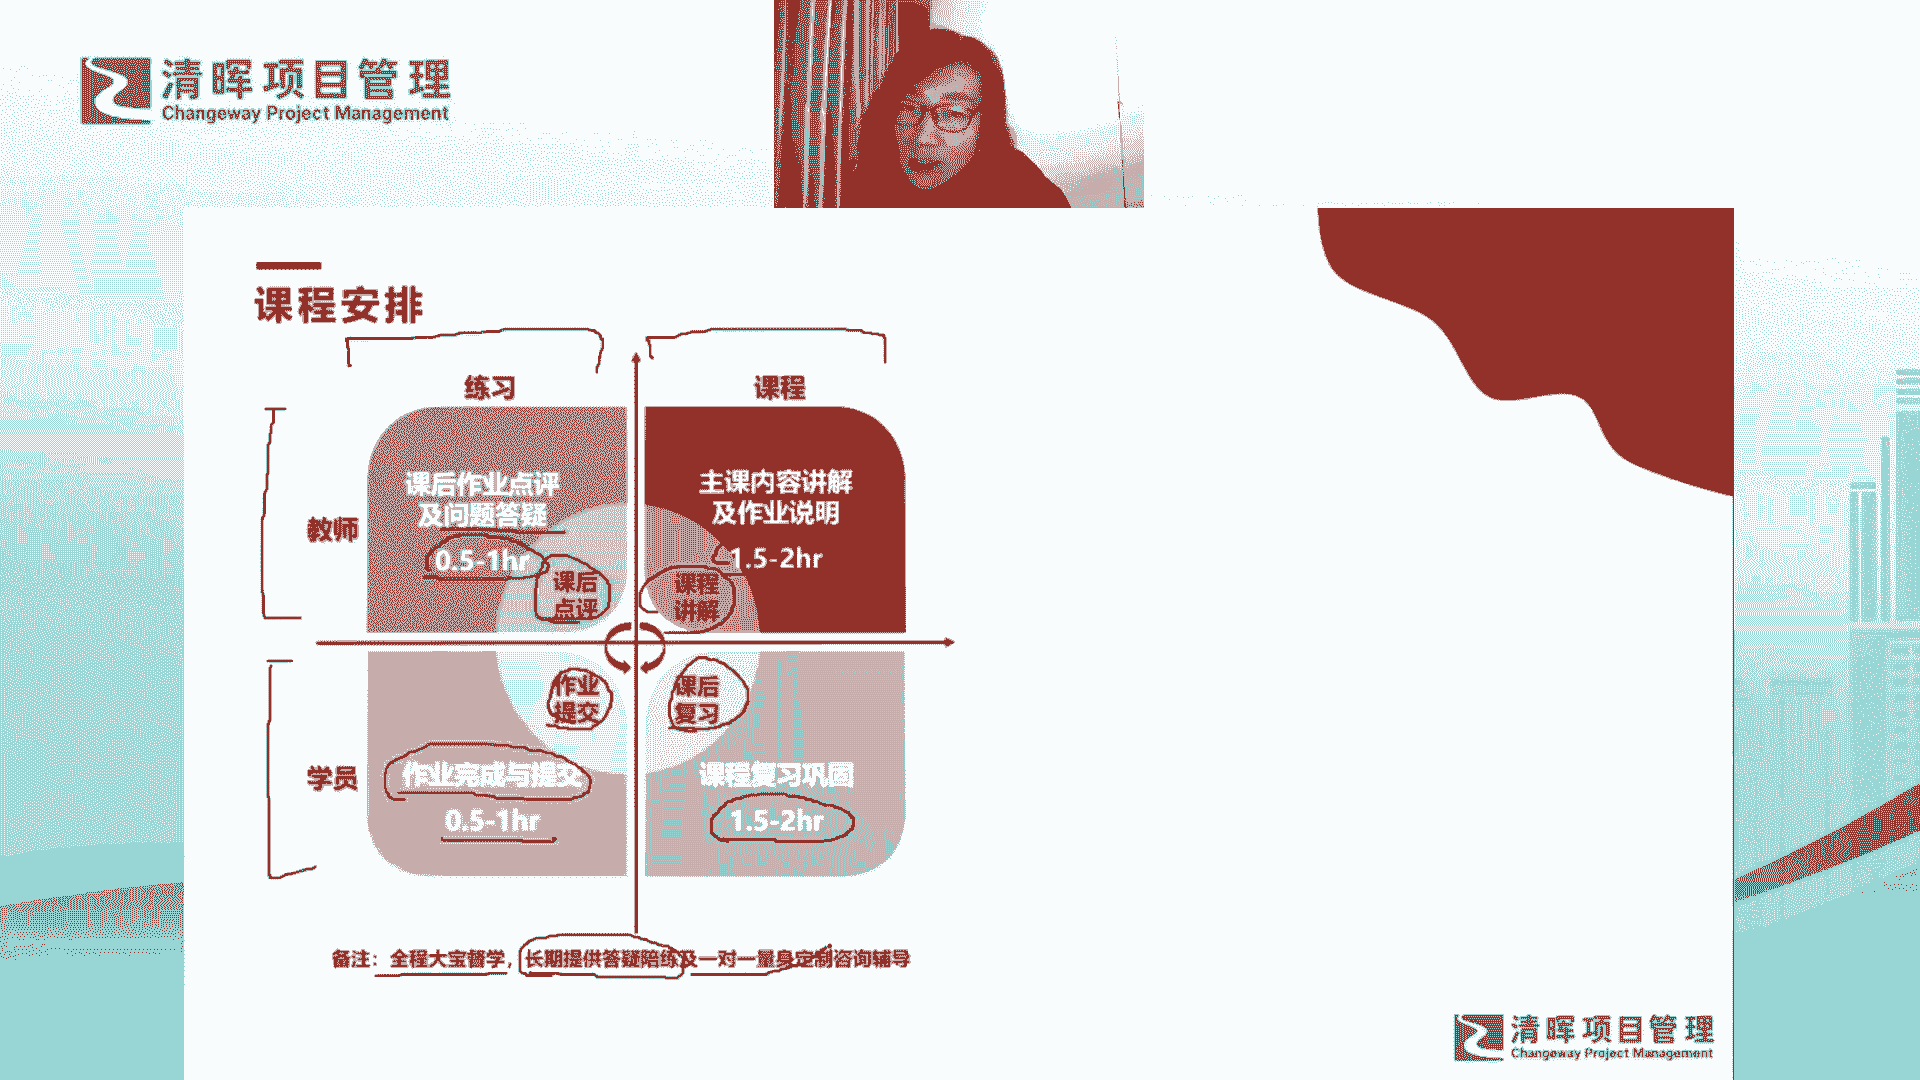 清晖项目管理
Changeway Project Management
课程安排
练习
课程
教师
课后作业点评
及问题答疑
0.5-1hr
课后
点评
主课内容讲解
及作业说明
1.5-2hr
课程
讲解
学员
作业
提交
作业完成与提交
0.5-1hr
课后
复习
课程复习巩固
1.5-2hr
备注：全程大宝督学，长期提供答疑陪练及一对一量身定制咨询辅导
清晖项目管理
Changeway Project Management